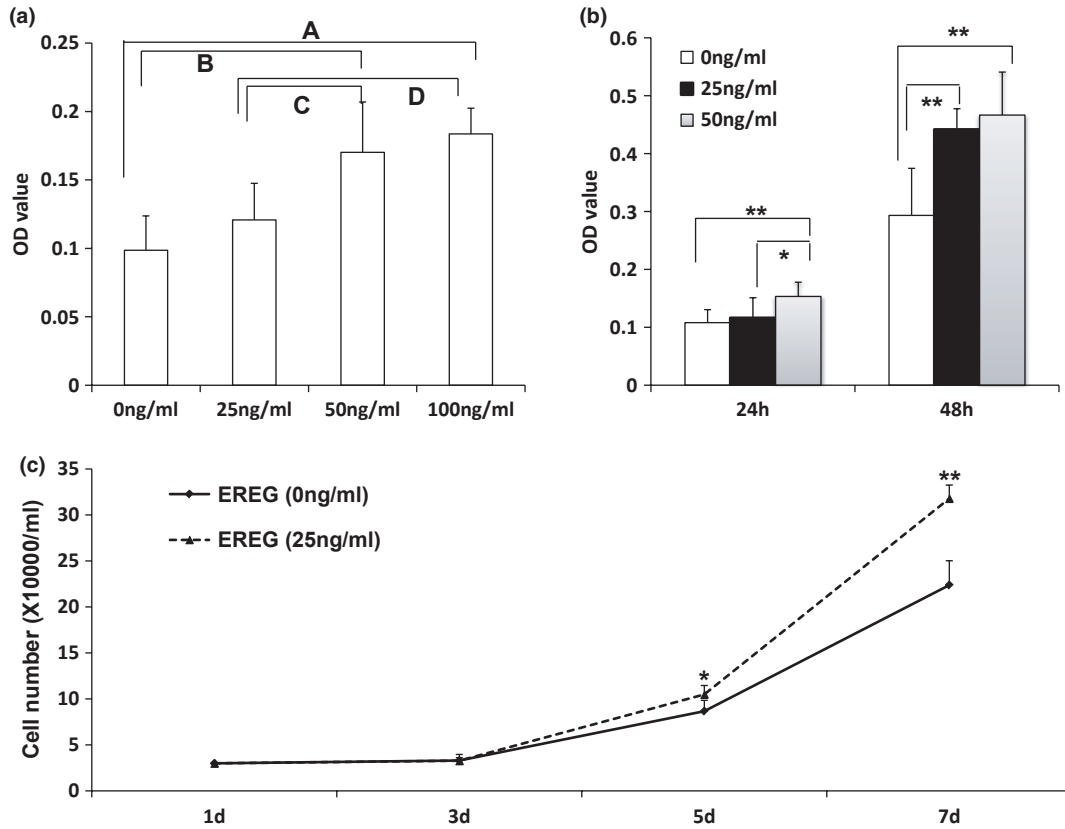 (a)
A
B
C
D
0.25
0.2
0.15
0.1
0.05
0
OD value
0ng/ml 25ng/ml 50ng/ml 100ng/ml
(b)
0.6
0.5
0.4
0.3
0.2
0.1
0
OD value
0ng/ml
25ng/ml
50ng/ml
**
*
**
**
24h 48h
(c)
35
30
25
20
15
10
5
0
Cell number (X10000/ml)
EREG (0ng/ml)
EREG (25ng/ml)
*
**
1d 3d 5d 7d